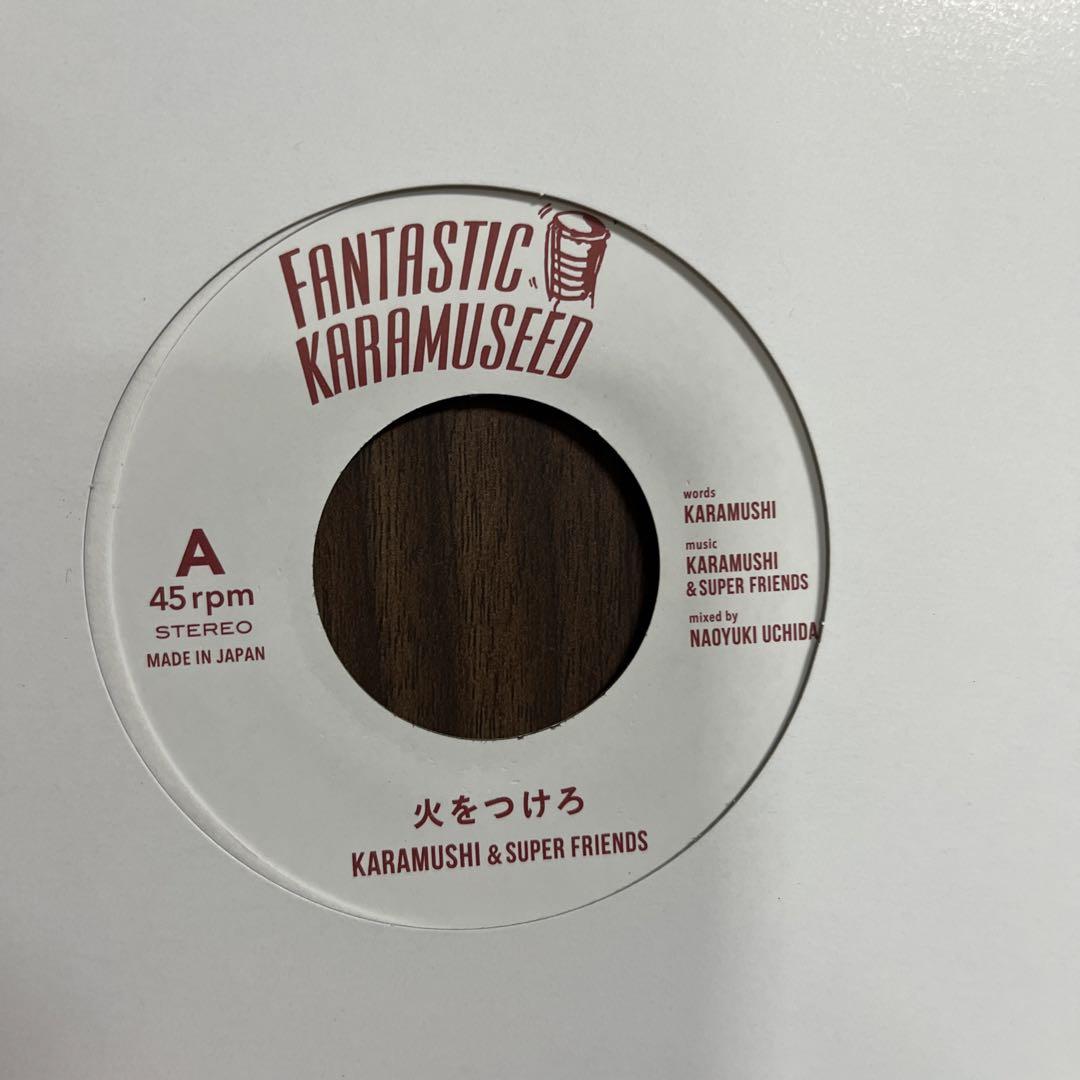 FANTASTIC
KARAMUSEED
A
45 rpm
STEREO
MADE IN JAPAN
words
KARAMUSHI
music
KARAMUSHI
& SUPER FRIENDS
mixed by
NAOYUKI UCHIDA
火をつけろ
KARAMUSHI & SUPER FRIENDS